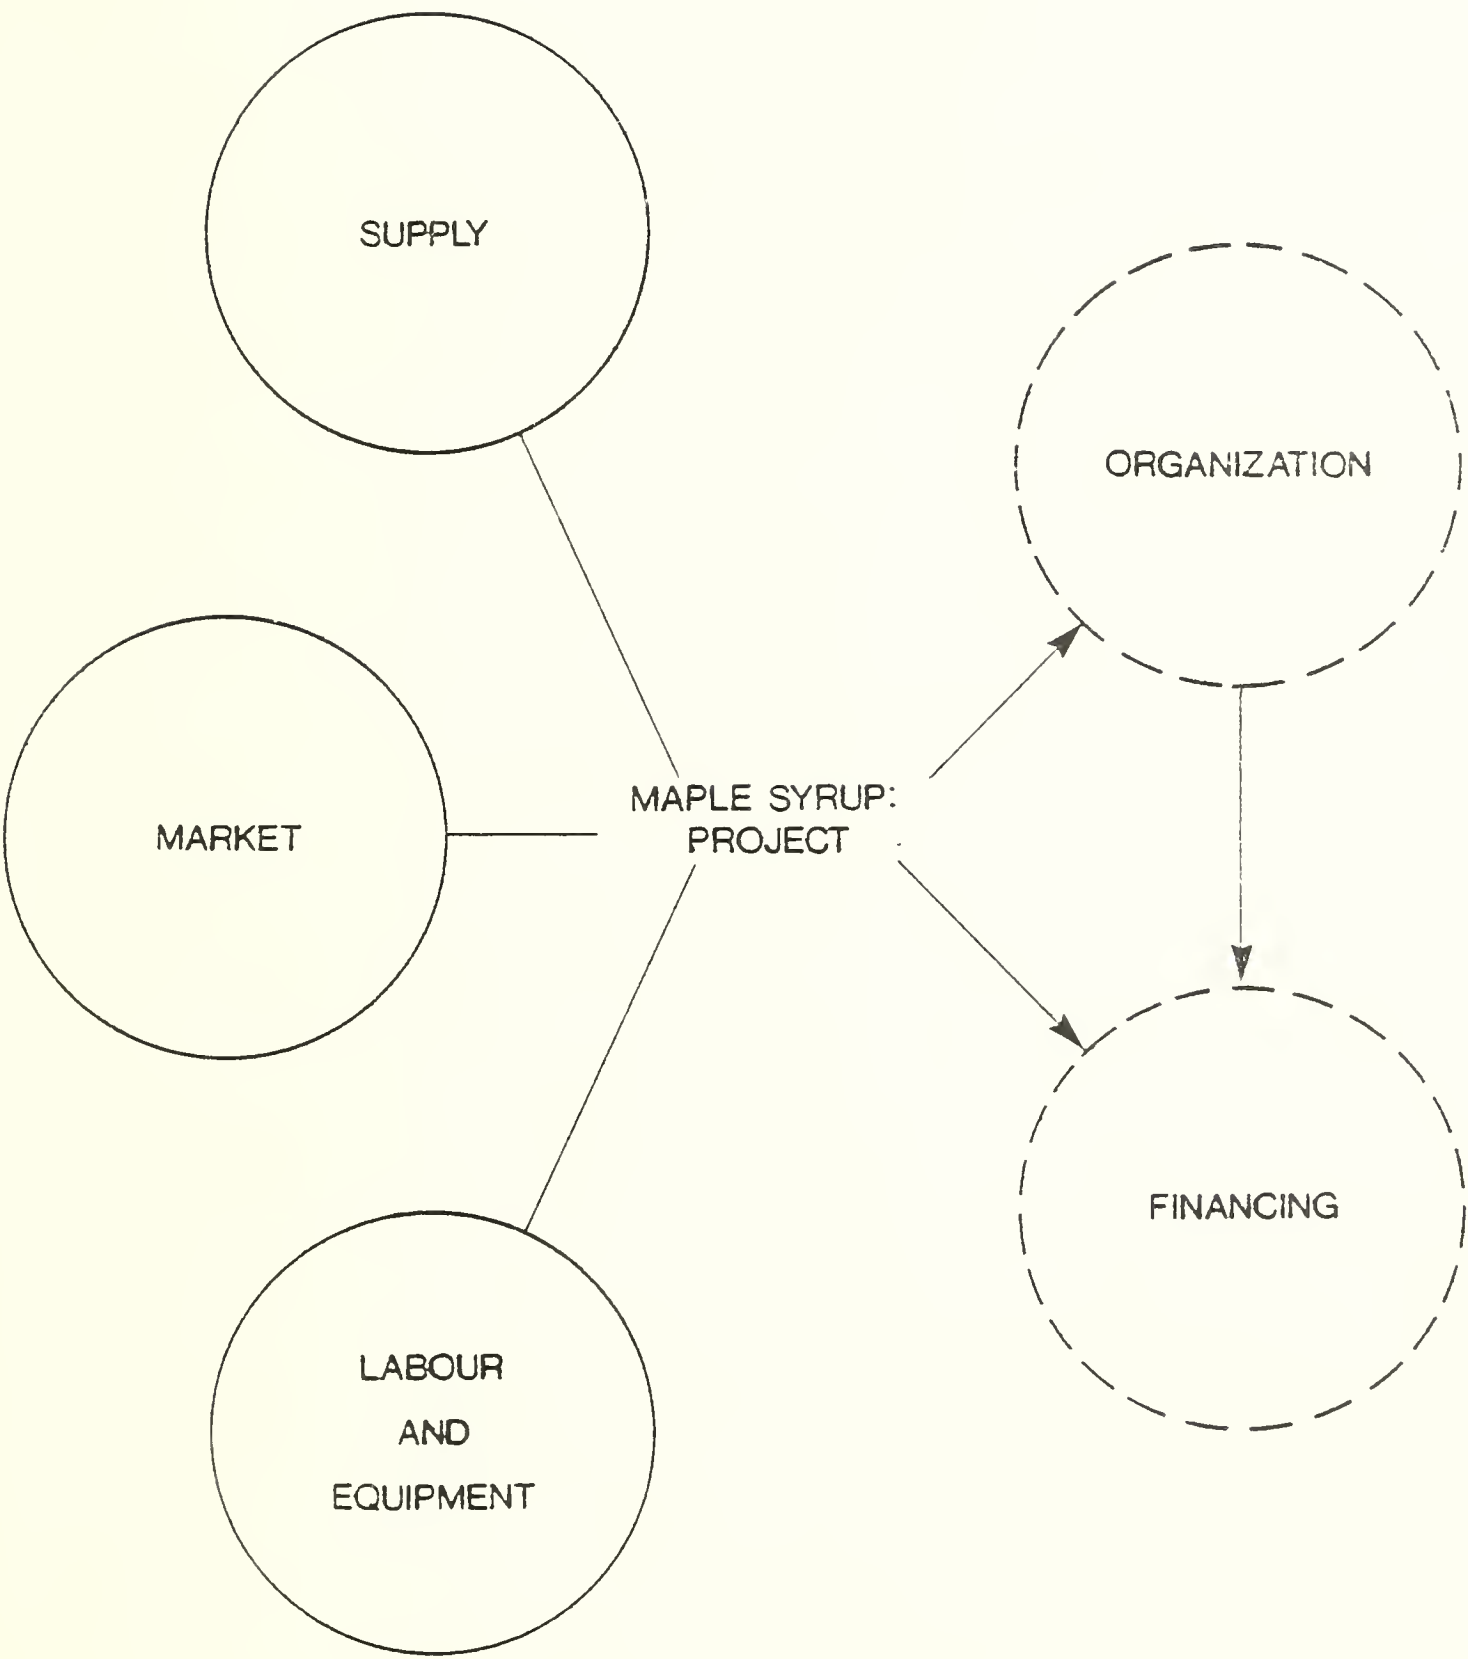 SUPPLY
ORGANIZATION
MAPLE SYRUP:
PROJECT
MARKET
FINANCING
LABOUR
AND
EQUIPMENT